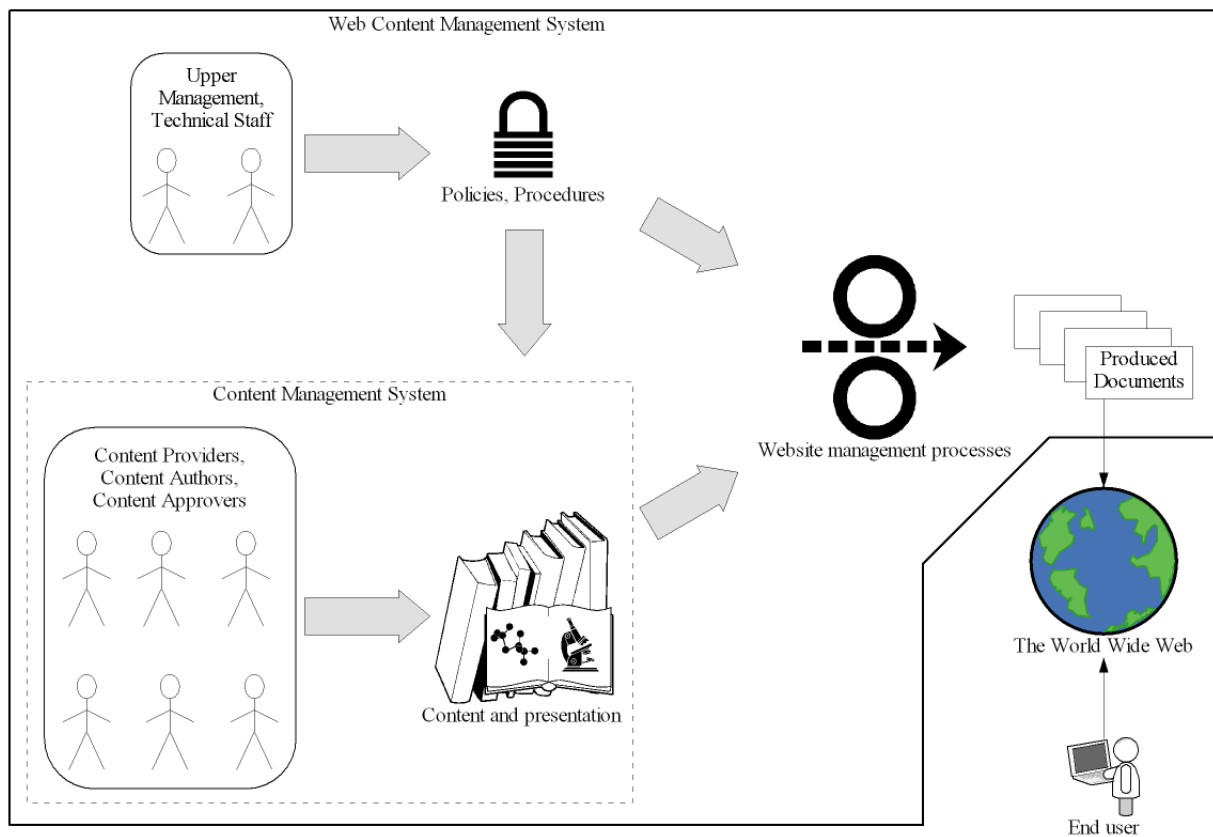 Web Content Management System
Upper
Management,
Technical Staff
Policies, Procedures
Produced
Documents
Website management processes
Content Management System
Content Providers,
Content Authors,
Content Approvers
Content and presentation
The World Wide Web
End user